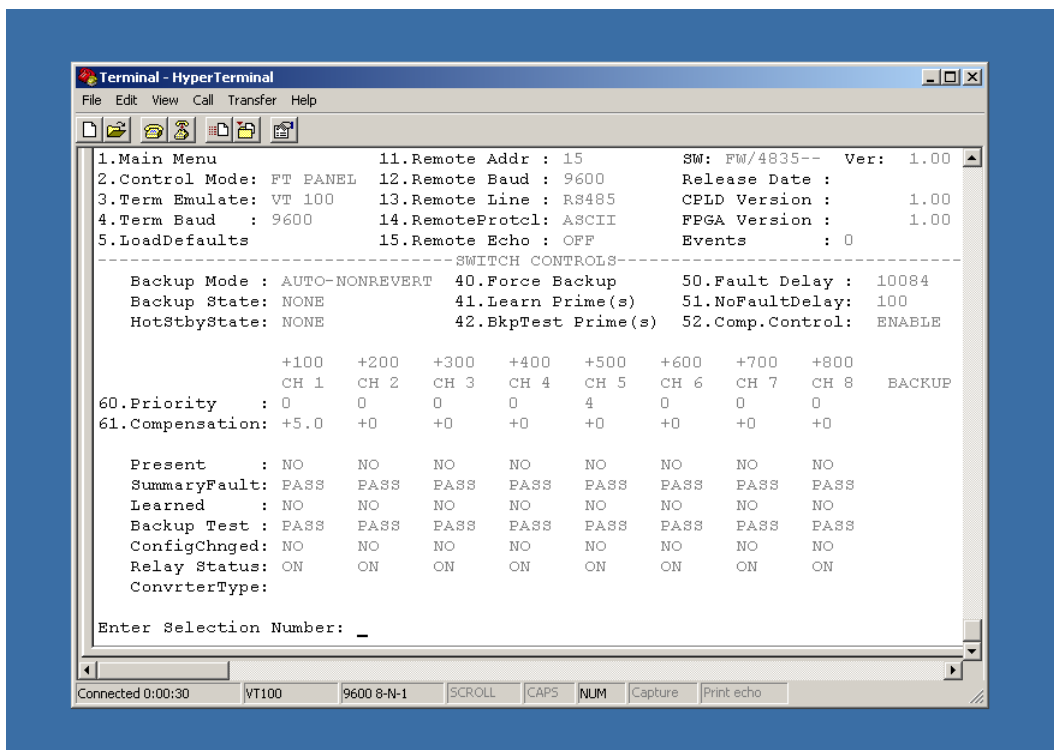 Terminal - HyperTerminal
File Edit View Call Transfer Help
1.Main Menu 11.Remote Addr : 15 SW: FW/4835-- Ver: 1.00
2.Control Mode: FT PANEL 12.Remote Baud : 9600 Release Date :
3.Term Emulate: VT 100 13.Remote Line : RS485 CPLD Version : 1.00
4.Term Baud : 9600 14.RemoteProtcl: ASCII FPGA Version : 1.00
5.LoadDefaults 15.Remote Echo : OFF Events : 0
----------------------------------SWITCH CONTROLS--------------------------------
Backup Mode : AUTO-NONREVERT 40.Force Backup 50.Fault Delay : 10084
Backup State: NONE 41.Learn Prime(s) 51.NoFaultDelay: 100
HotStbyState: NONE 42.BkpTest Prime(s) 52.Comp.Control: ENABLE
+100 +200 +300 +400 +500 +600 +700 +800
CH 1 CH 2 CH 3 CH 4 CH 5 CH 6 CH 7 CH 8 BACKUP
60.Priority : 0 0 0 0 4 0 0 0
61.Compensation: +5.0 +0 +0 +0 +0 +0 +0 +0
Present : NO NO NO NO NO NO NO NO
SummaryFault: PASS PASS PASS PASS PASS PASS PASS PASS
Learned : NO NO NO NO NO NO NO NO
Backup Test : PASS PASS PASS PASS PASS PASS PASS PASS
ConfigChnged: NO NO NO NO NO NO NO NO
Relay Status: ON ON ON ON ON ON ON ON
ConvrterType:
Enter Selection Number: _
Connected 0:00:30 VT100 9600 8-N-1 SCROLL CAPS NUM Capture Print echo